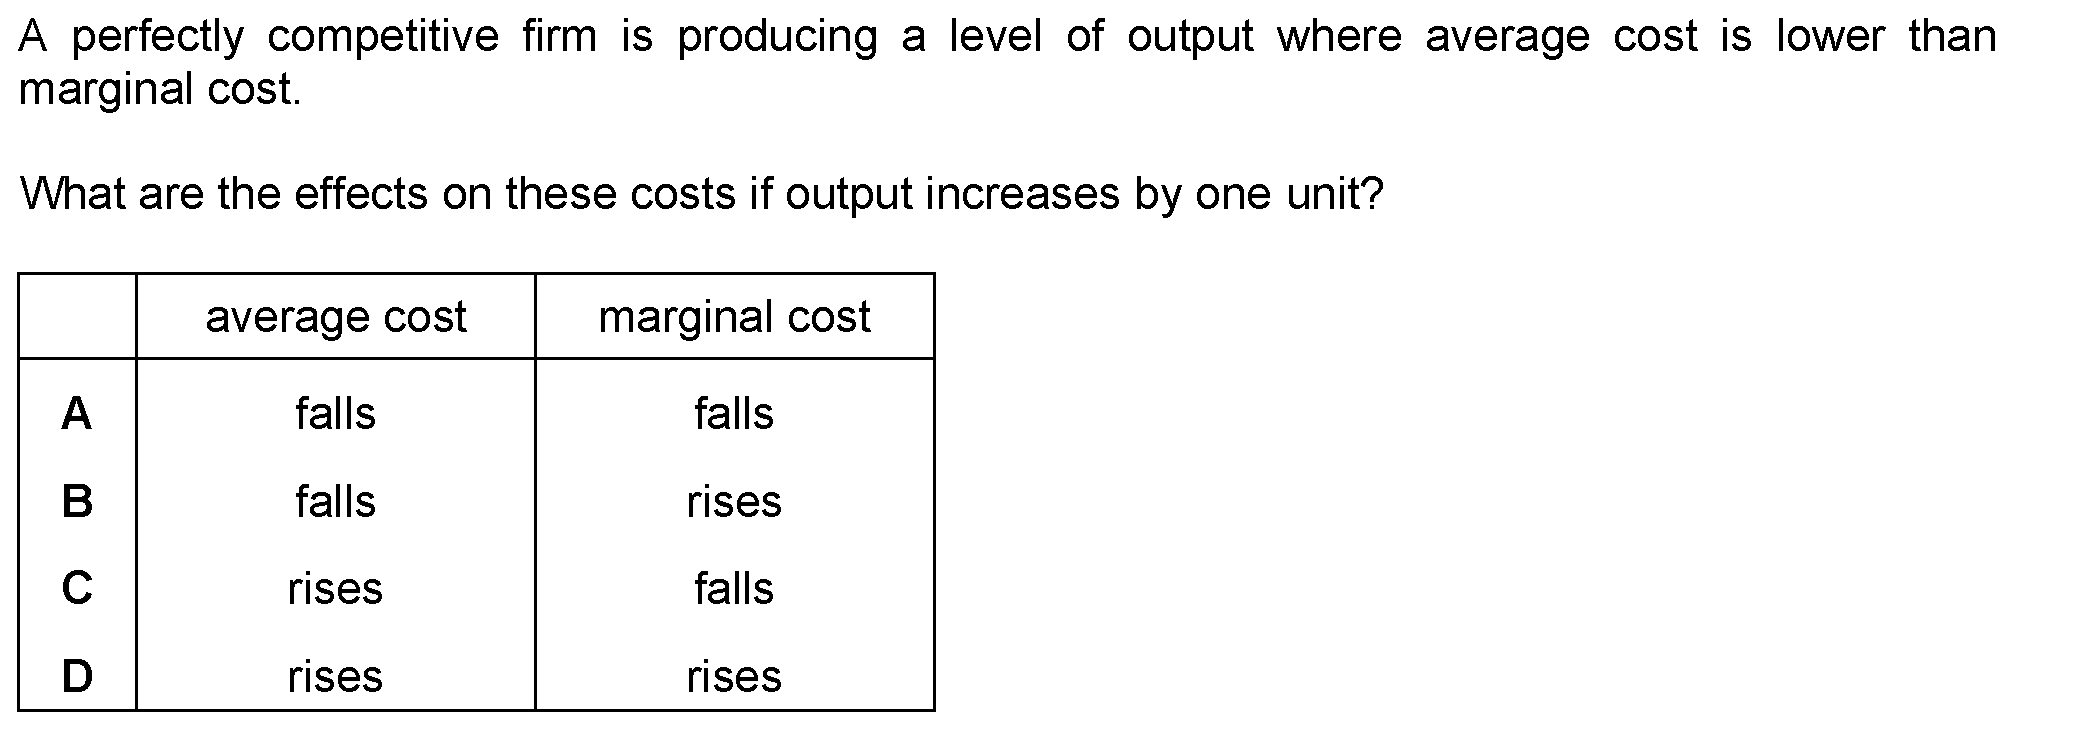 A perfectly competitive firm is producing a level of output where average cost is lower than
marginal cost.
What are the effects on these costs if output increases by one unit?
average cost marginal cost
A falls falls
B falls rises
C rises falls
D rises rises